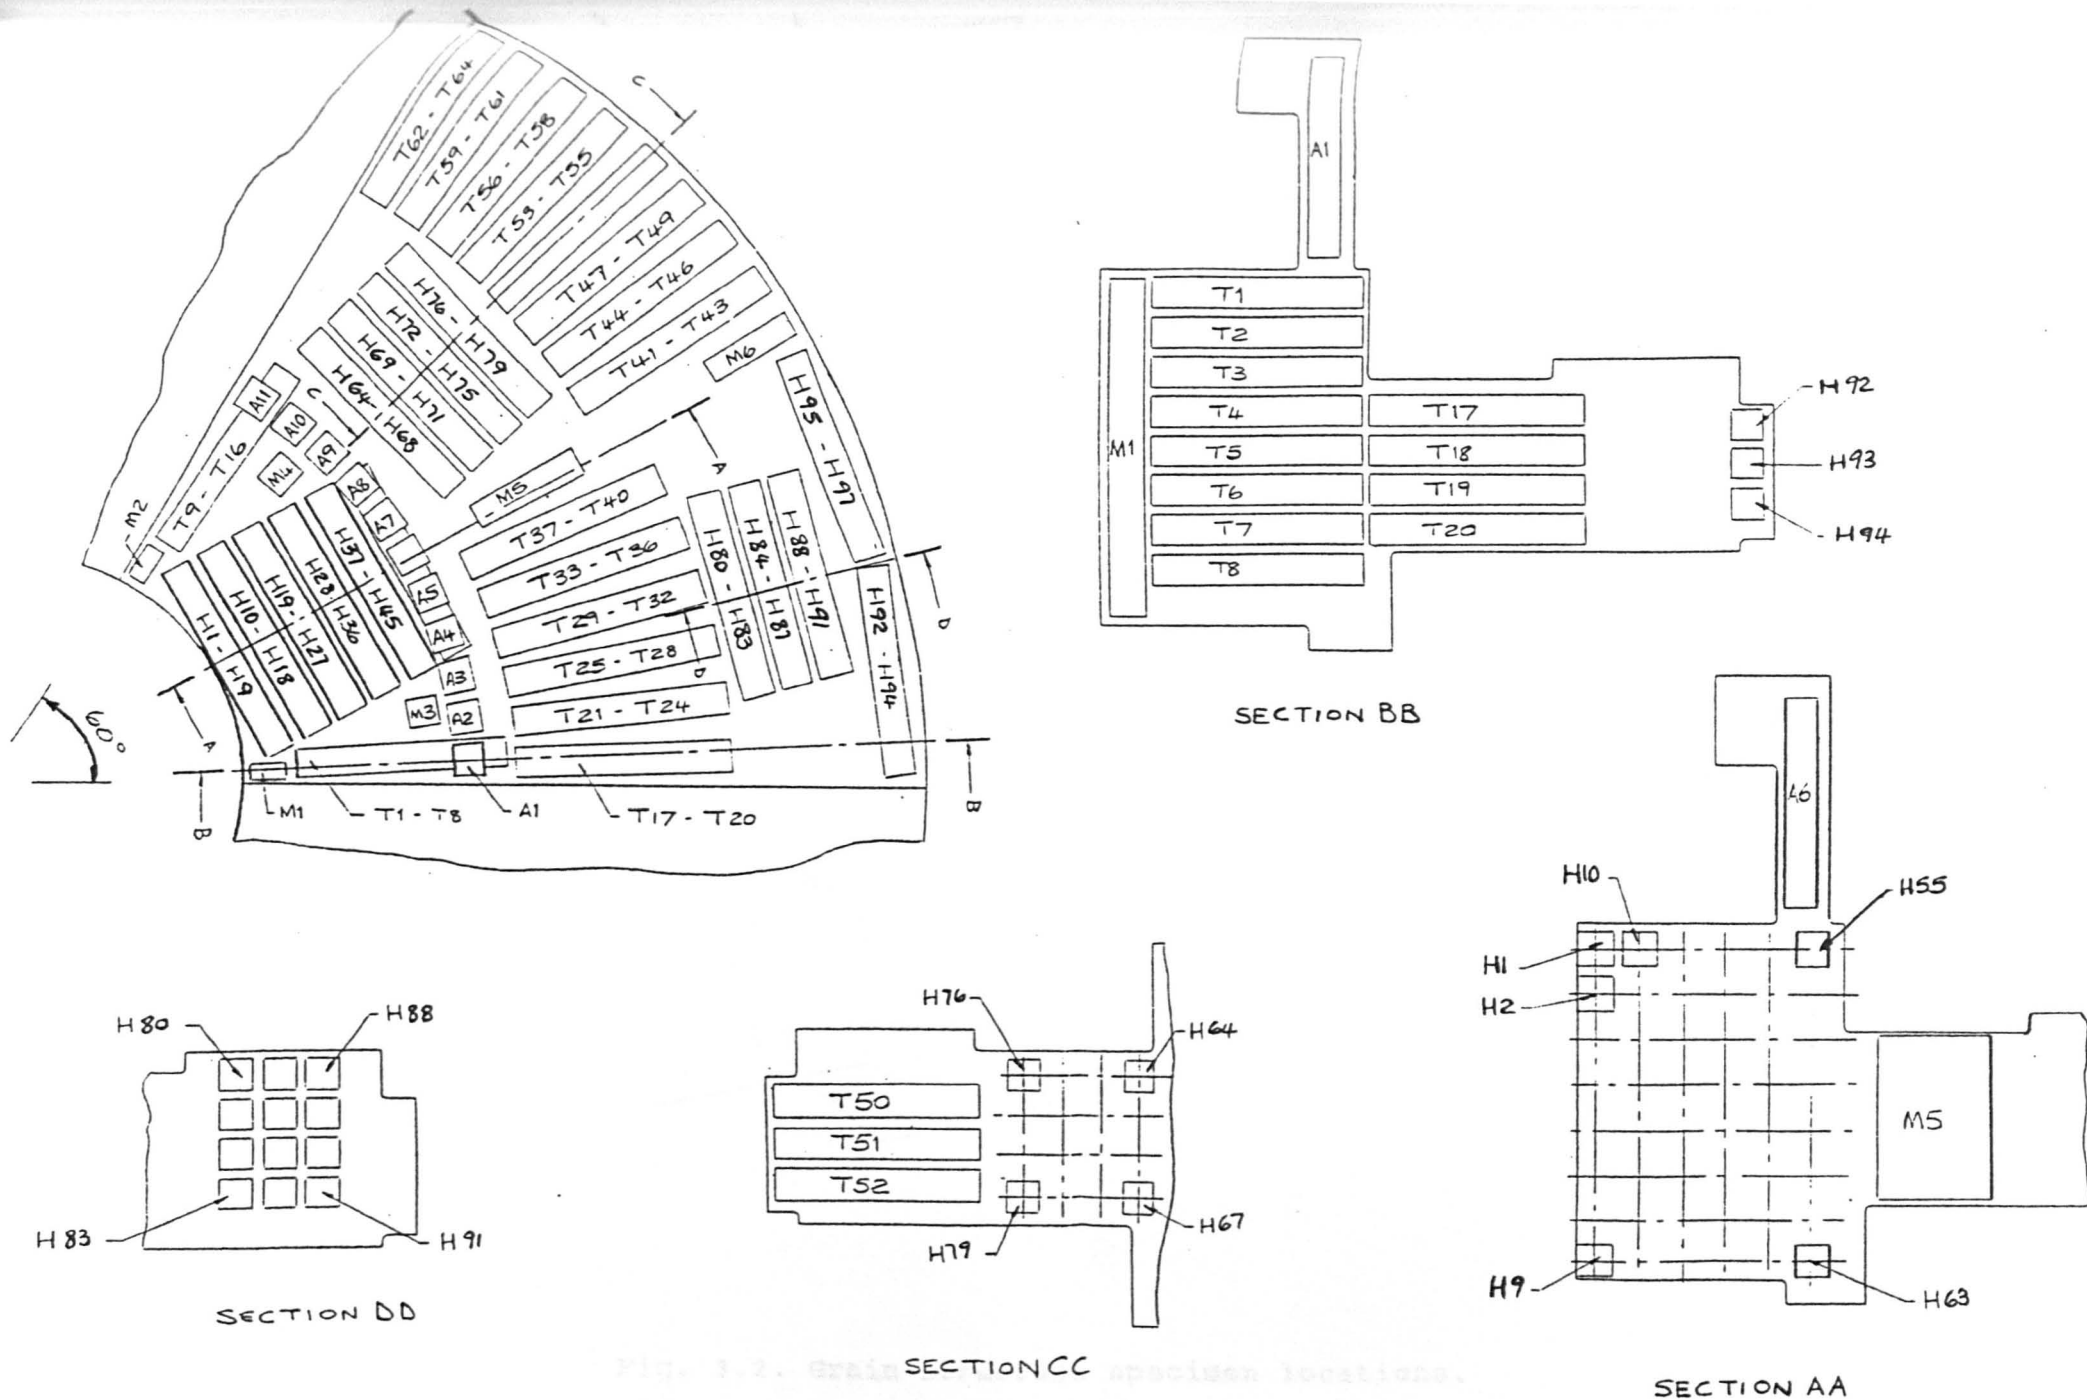 T62 - T64
T59 - T61
T56 - T58
T53 - T55
T47 - T49
T44 - T46
T41 - T43
M6
C
C
H76 - H79
H72 - H75
H69 - H71
H64 - H68
A11
A10
A9
M4
A8
A7
A5
A4
A3
A2
M3
M2
T9 - T16
H1 - H9
H10 - H18
H19 - H27
H28 - H36
H37 - H45
M5
A
A
T37 - T40
T33 - T36
T29 - T32
T25 - T28
T21 - T24
H80 - H83
H84 - H87
H88 - H91
H95 - H97
H92 - H94
D
D
60°
B
B
M1
T1 - T8
A1
T17 - T20
A1
M1
T1
T2
T3
T4
T5
T6
T7
T8
T17
T18
T19
T20
H92
H93
H94
SECTION BB
H80
H88
H83
H91
SECTION DD
H76
H64
T50
T51
T52
H79
H67
SECTION CC
A6
H10
H55
H1
H2
M5
H9
H63
SECTION AA
specimen locations.